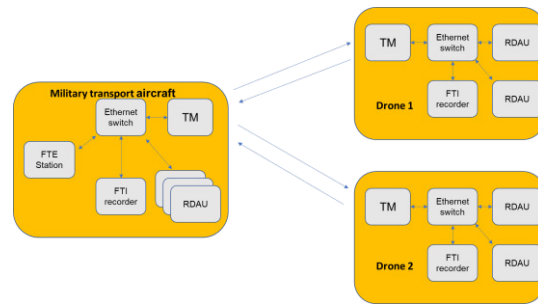 Military transport aircraft
Ethernet
switch
TM
FTE
Station
FTI
recorder
RDAU
TM
Ethernet
switch
RDAU
FTI
recorder
RDAU
Drone 1
TM
Ethernet
switch
RDAU
FTI
recorder
RDAU
Drone 2